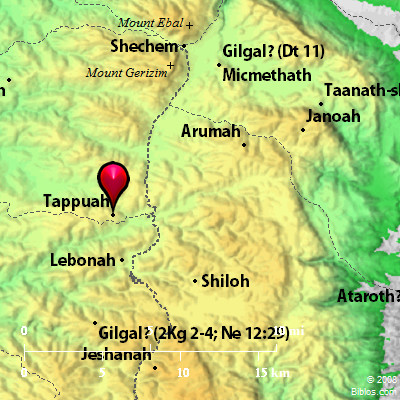 Mount Ebal
Shechem
Gilgal? (Dt 11)
Mount Gerizim
Micmethath
Taanath-s
Janoah
Arumah
Tappuah
Lebonah
Shiloh
Ataroth?
Gilgal? (2Kg 2-4; Ne 12:29)
Jeshanah
0
0 5 10 15 km
© 2008
Biblos.com